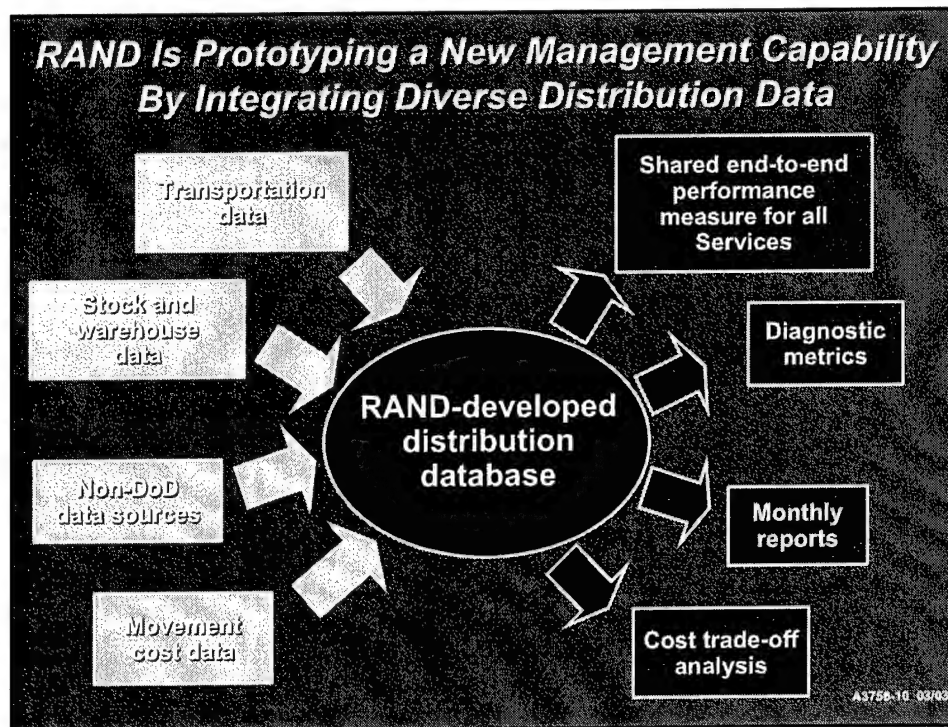 RAND Is Prototyping a New Management Capability
By Integrating Diverse Distribution Data
Transportation
data
Stock and
warehouse
data
Non-DoD
data sources
Movement
cost data
RAND-developed
distribution
database
Shared end-to-end
performance
measure for all
Services
Diagnostic
metrics
Monthly
reports
Cost trade-off
analysis
A3756-10 03/03